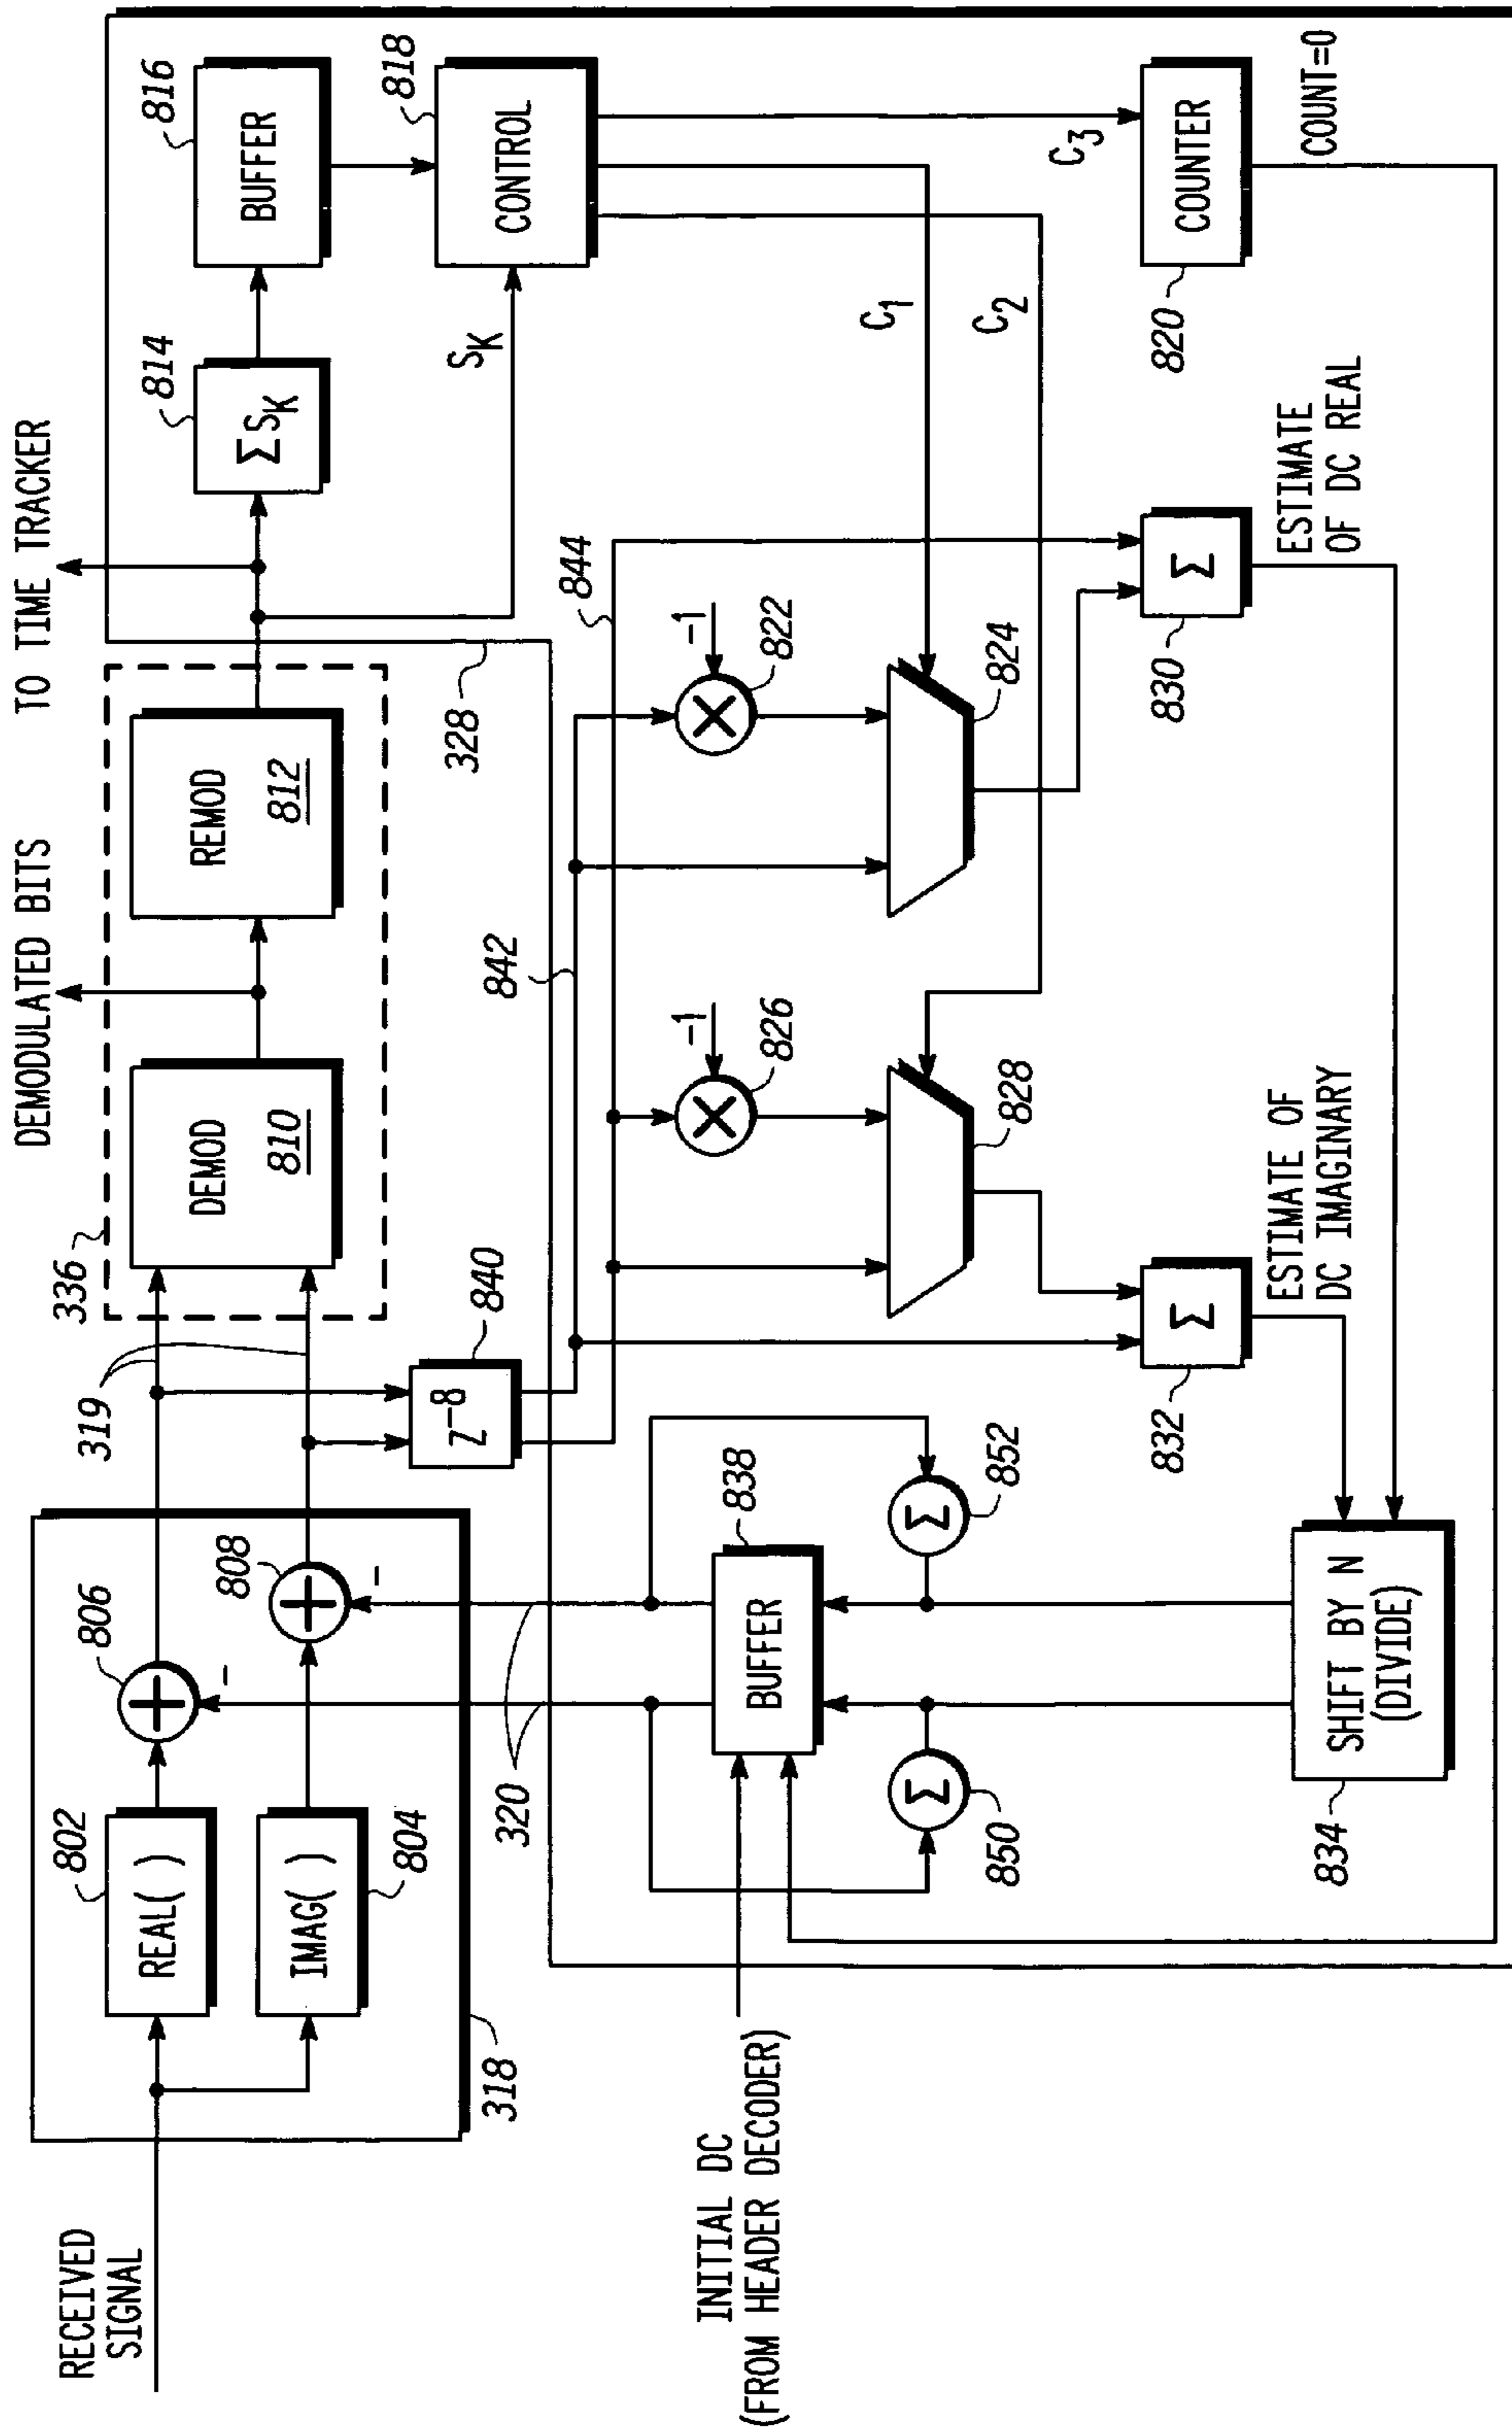 RECEIVED
SIGNAL
802
REAL( )
IMAG( )
804
318
806
−
808
−
319
336
DEMOD
810
DEMODULATED BITS
REMOD
812
TO TIME TRACKER
328
814
Σ S_K
816
BUFFER
S_K
818
CONTROL
Z⁻⁸
840
842
844
−1
826
−1
822
828
824
C₁
C₂
C₃
COUNTER
820
COUNT=0
320
INITIAL DC
(FROM HEADER DECODER)
BUFFER
838
Σ
850
Σ
852
Σ
832
ESTIMATE OF
DC IMAGINARY
Σ
830
ESTIMATE
OF DC REAL
SHIFT BY N
(DIVIDE)
834